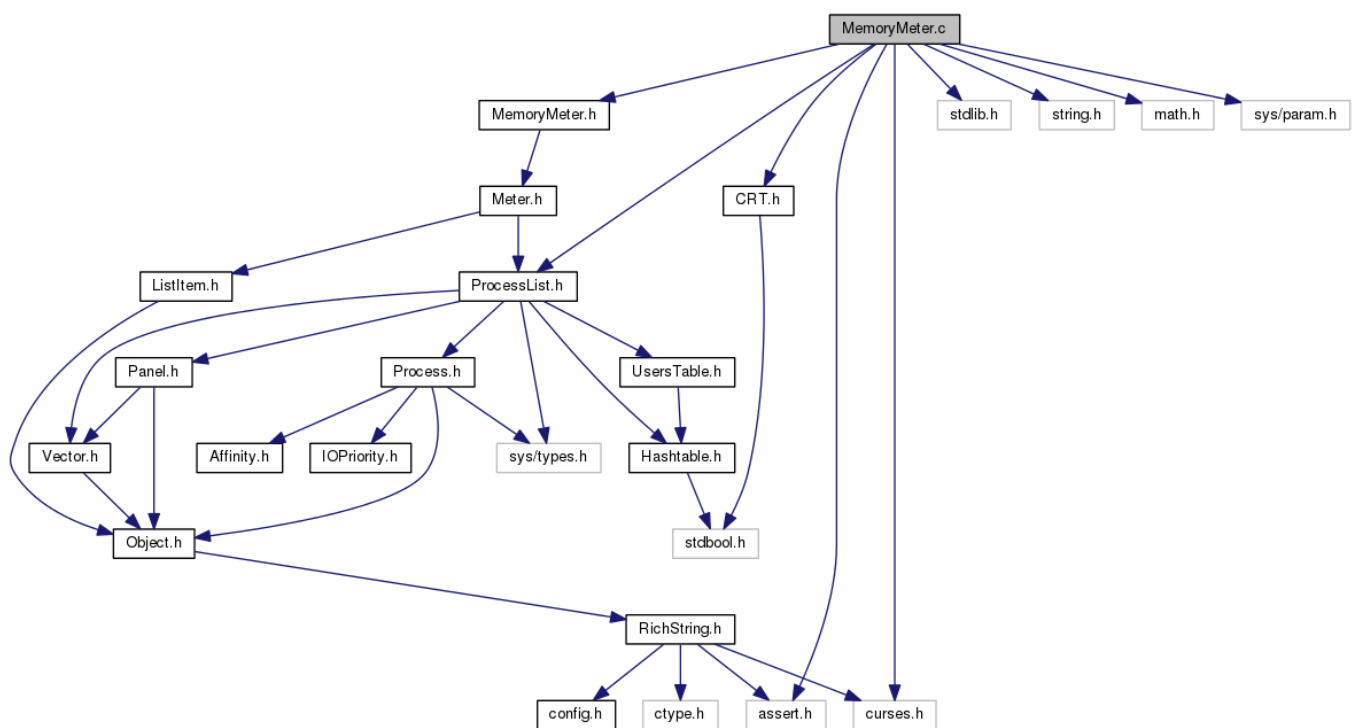 MemoryMeter.c
MemoryMeter.h
stdlib.h
string.h
math.h
sys/param.h
Meter.h
CRT.h
ListItem.h
ProcessList.h
Panel.h
Process.h
UsersTable.h
Vector.h
Affinity.h
IOPriority.h
sys/types.h
Hashtable.h
Object.h
stdbool.h
RichString.h
config.h
ctype.h
assert.h
curses.h